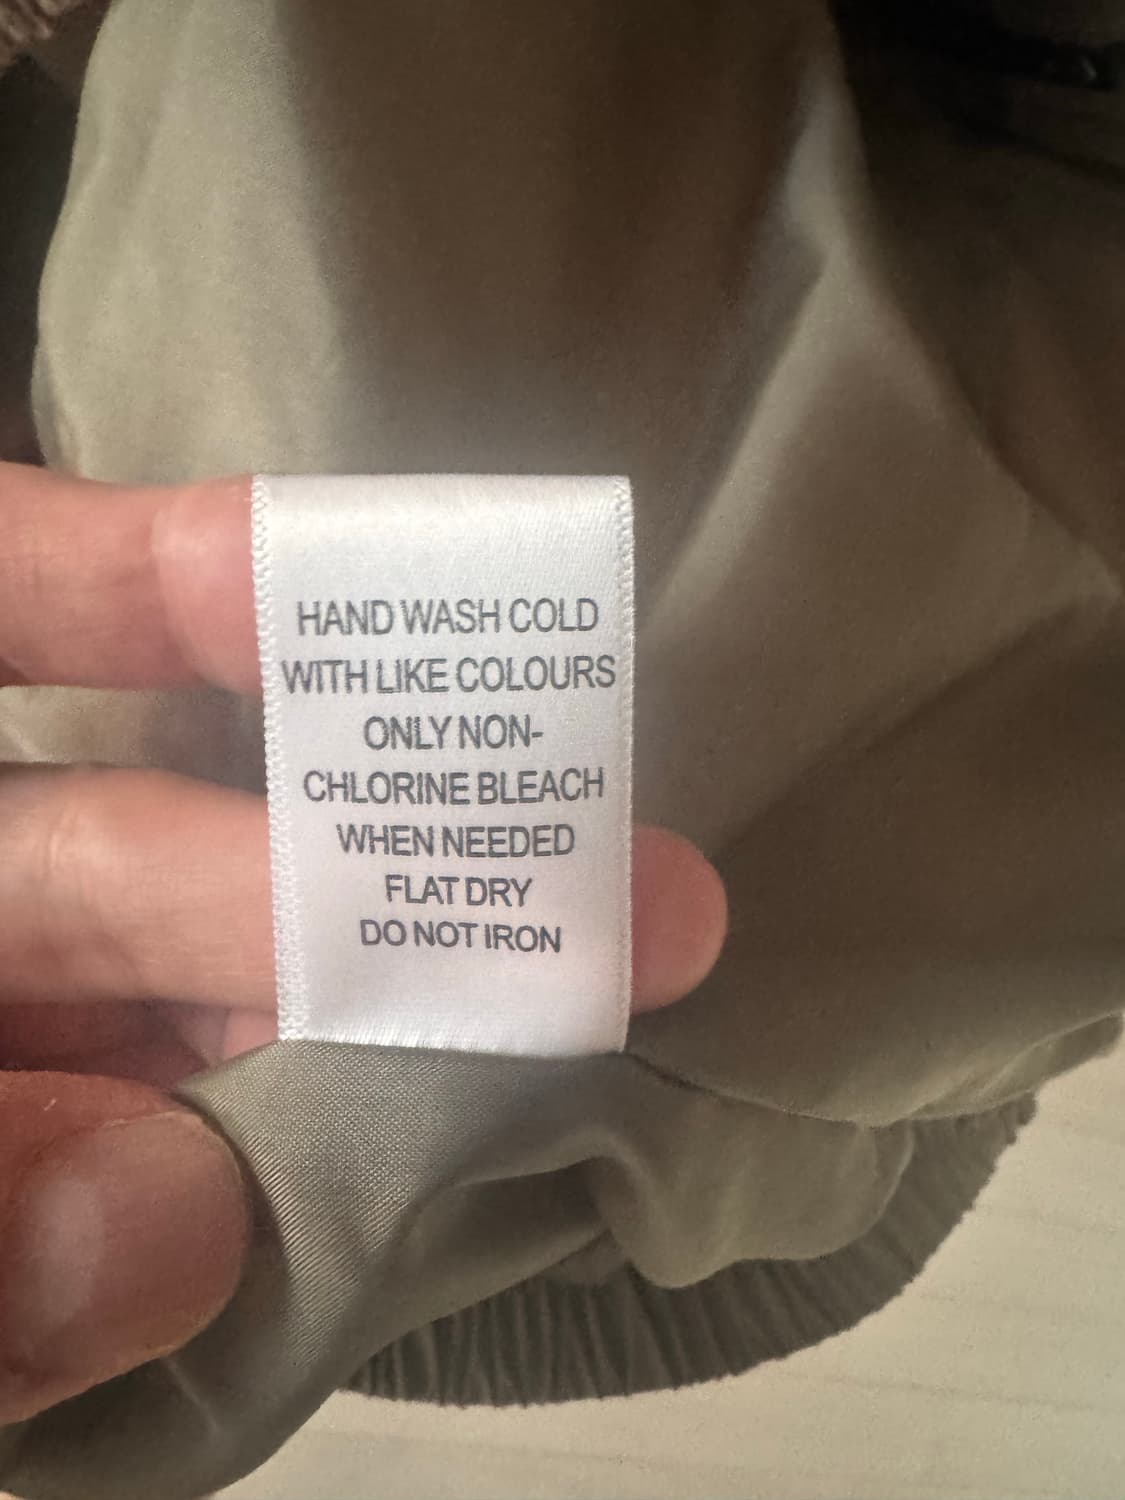 HAND WASH COLD
WITH LIKE COLOURS
ONLY NON-
CHLORINE BLEACH
WHEN NEEDED
FLAT DRY
DO NOT IRON